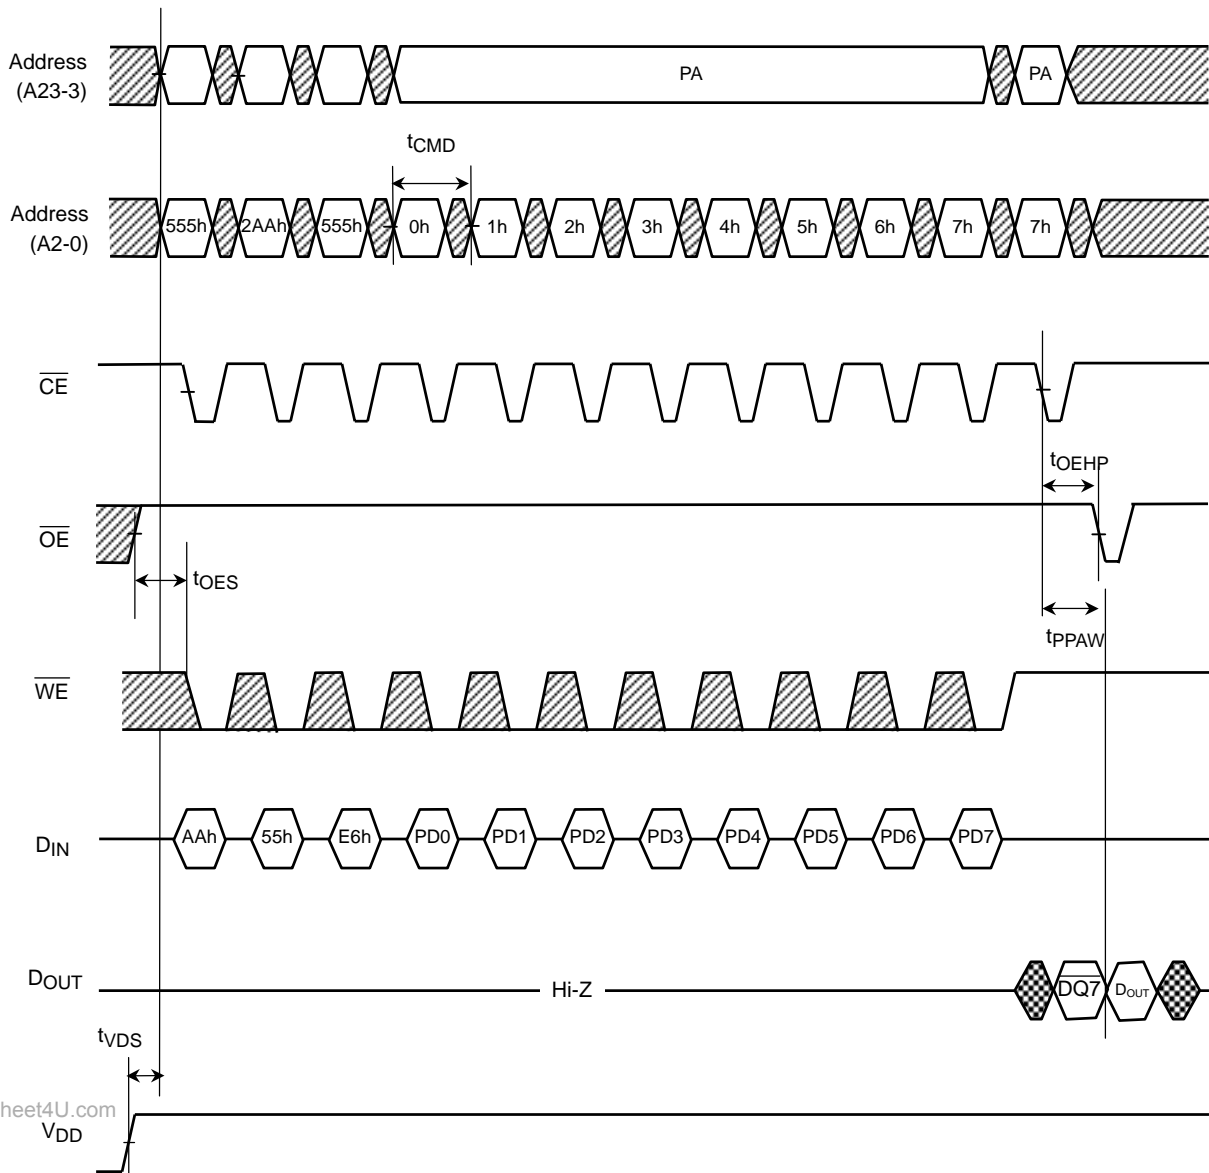 Address
(A23-3)
PA
PA
tCMD
Address
(A2-0)
555h
2AAh
555h
0h
1h
2h
3h
4h
5h
6h
7h
7h
CE
tOEHP
OE
tOES
tPPAW
WE
DIN
AAh
55h
E6h
PD0
PD1
PD2
PD3
PD4
PD5
PD6
PD7
DOUT
Hi-Z
DQ7
DOUT
tVDS
heet4U.com
VDD